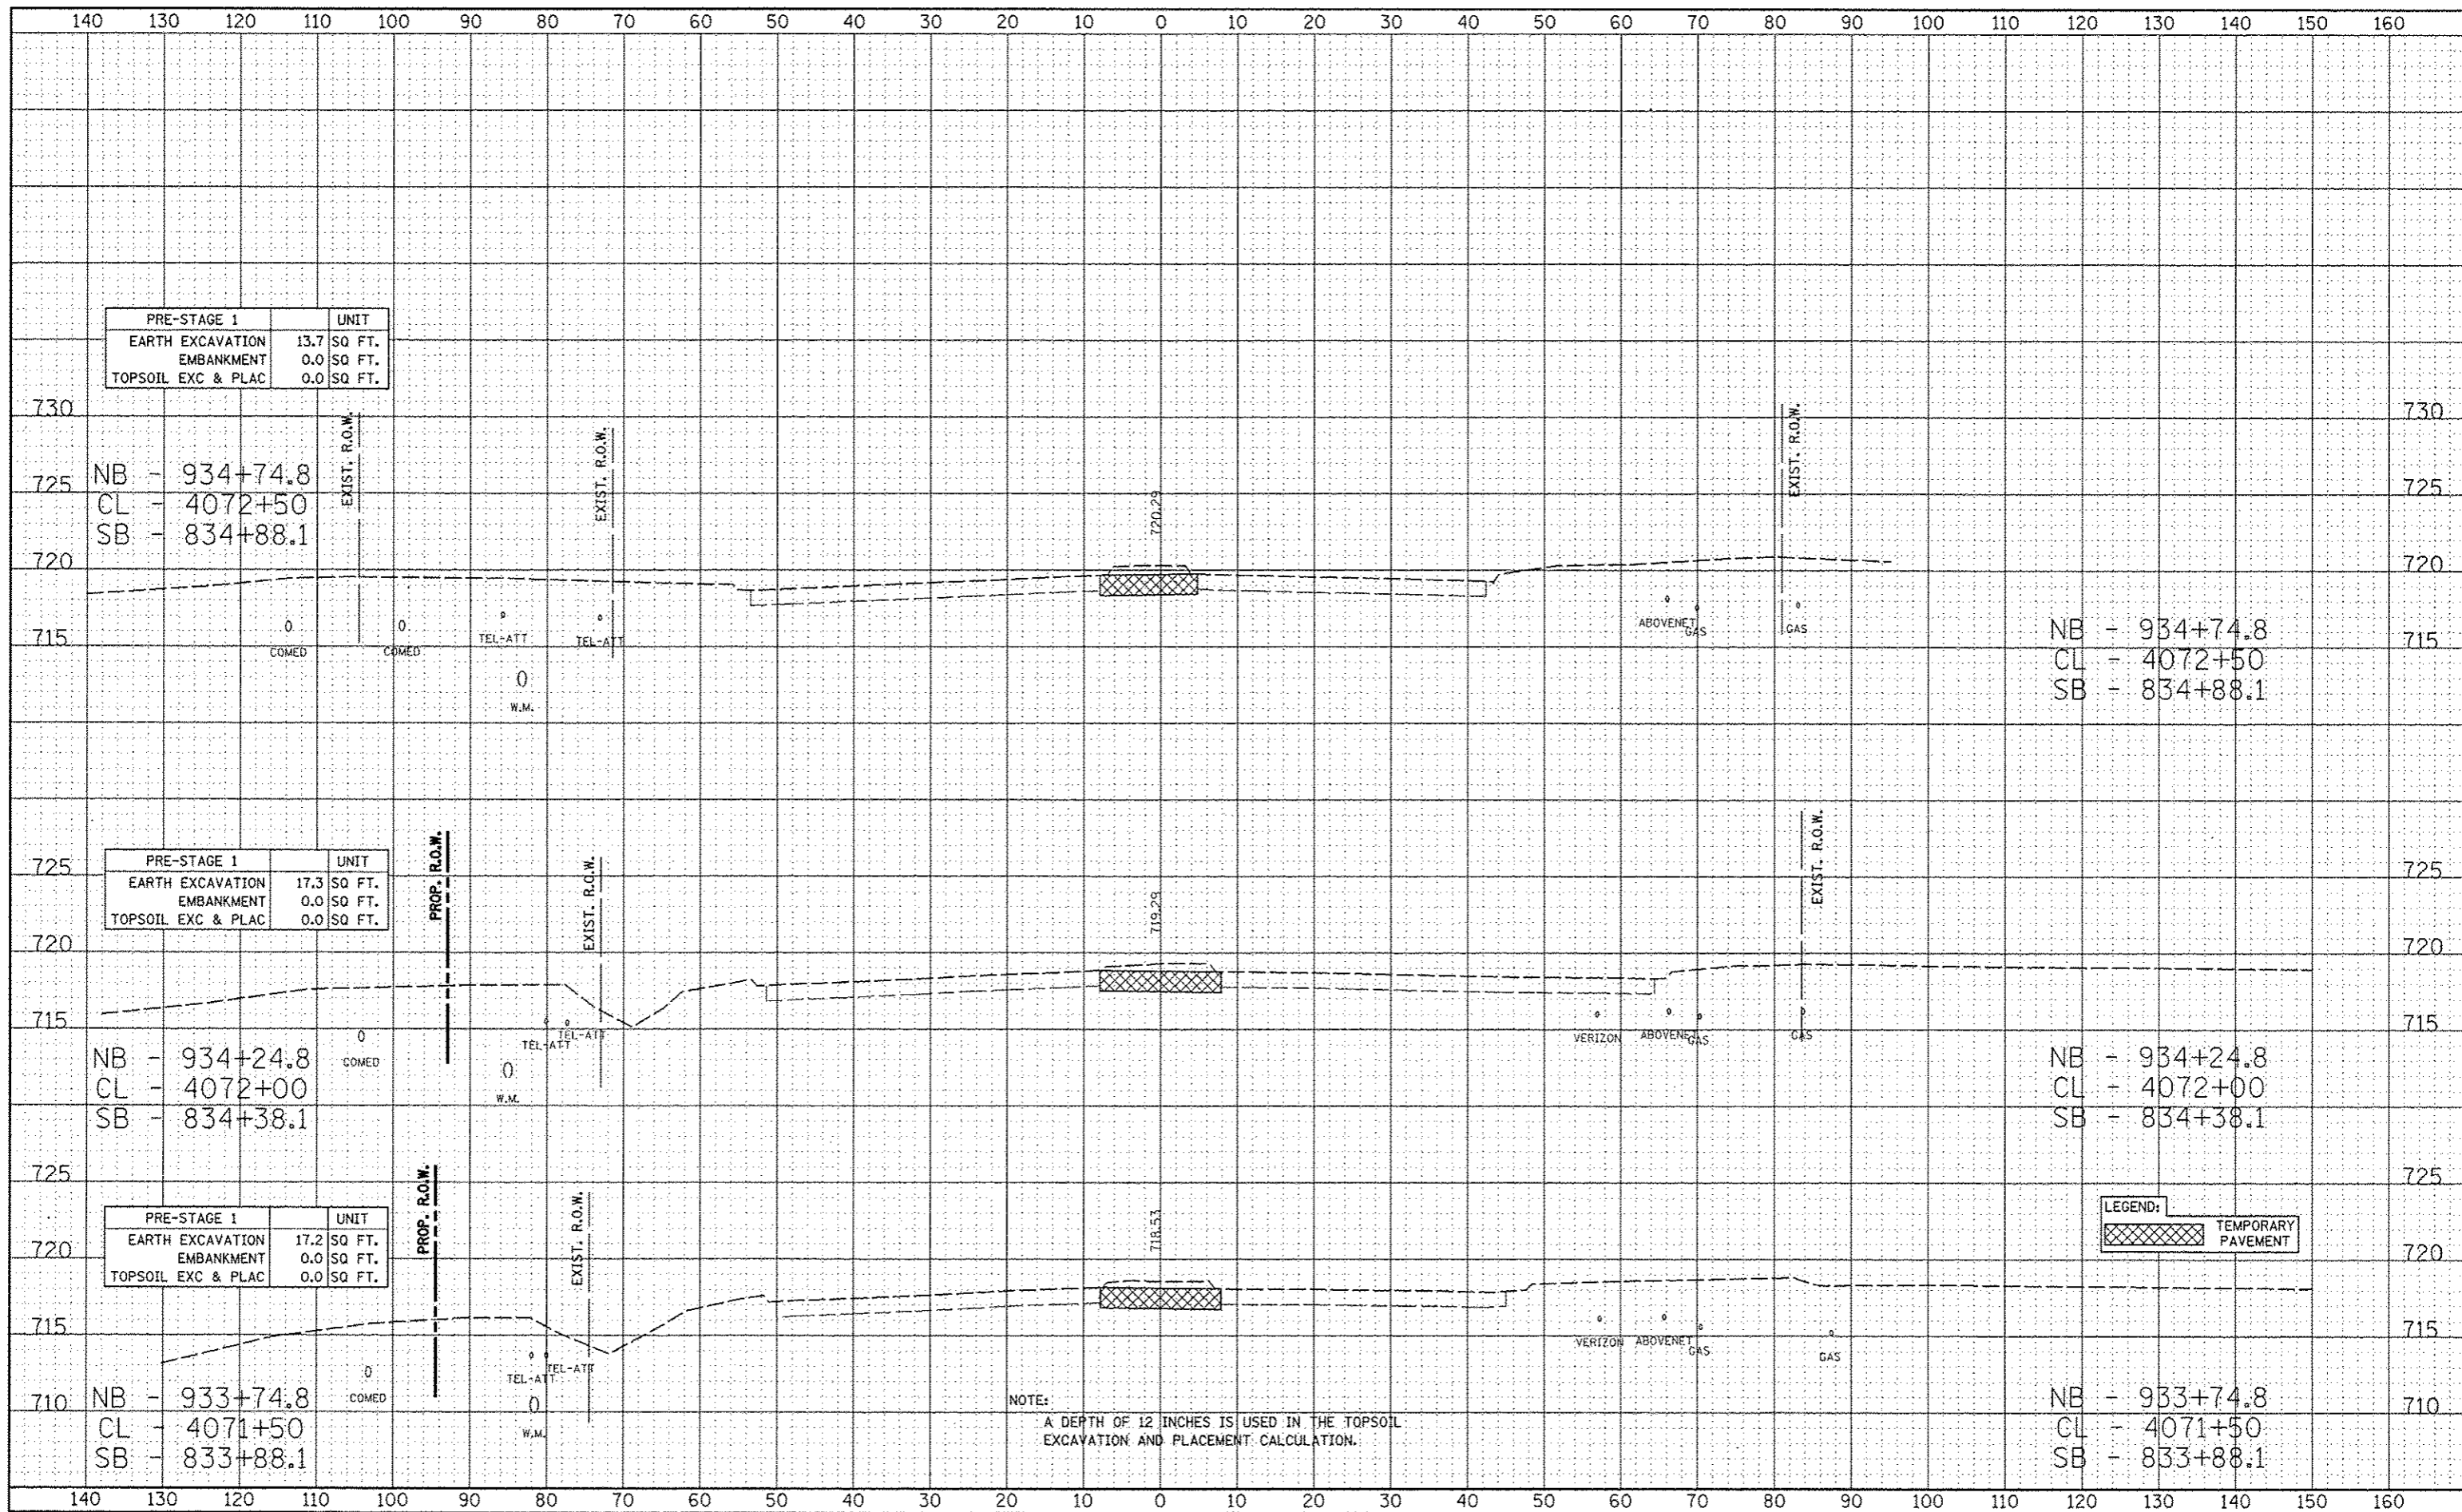 140 130 120 110 100 90 80 70 60 50 40 30 20 10 0 10 20 30 40 50 60 70 80 90 100 110 120 130 140 150 160
PRE-STAGE 1 UNIT
EARTH EXCAVATION 13.7 SQ FT.
EMBANKMENT 0.0 SQ FT.
TOPSOIL EXC & PLAC 0.0 SQ FT.
730
725
720
715
NB - 934+74.8
CL - 4072+50
SB - 834+88.1
EXIST. R.O.W.
EXIST. R.O.W.
720.29
EXIST. R.O.W.
COMED
COMED
TEL-ATT
TEL-ATT
W.M.
ABOVENET
GAS
GAS
730
725
720
715
NB - 934+74.8
CL - 4072+50
SB - 834+88.1
PRE-STAGE 1 UNIT
EARTH EXCAVATION 17.3 SQ FT.
EMBANKMENT 0.0 SQ FT.
TOPSOIL EXC & PLAC 0.0 SQ FT.
725
720
715
NB - 934+24.8
CL - 4072+00
SB - 834+38.1
PROP. R.O.W.
EXIST. R.O.W.
719.29
EXIST. R.O.W.
COMED
TEL-ATT
TEL-ATT
W.M.
VERIZON
ABOVENET
GAS
GAS
725
720
715
NB - 934+24.8
CL - 4072+00
SB - 834+38.1
PRE-STAGE 1 UNIT
EARTH EXCAVATION 17.2 SQ FT.
EMBANKMENT 0.0 SQ FT.
TOPSOIL EXC & PLAC 0.0 SQ FT.
725
720
715
710
NB - 933+74.8
CL - 4071+50
SB - 833+88.1
PROP. R.O.W.
EXIST. R.O.W.
718.53
COMED
TEL-ATT
TEL-ATT
W.M.
VERIZON
ABOVENET
GAS
GAS
725
720
715
710
LEGEND:
TEMPORARY
PAVEMENT
NB - 933+74.8
CL - 4071+50
SB - 833+88.1
NOTE:
A DEPTH OF 12 INCHES IS USED IN THE TOPSOIL
EXCAVATION AND PLACEMENT CALCULATION.
140 130 120 110 100 90 80 70 60 50 40 30 20 10 0 10 20 30 40 50 60 70 80 90 100 110 120 130 140 150 160